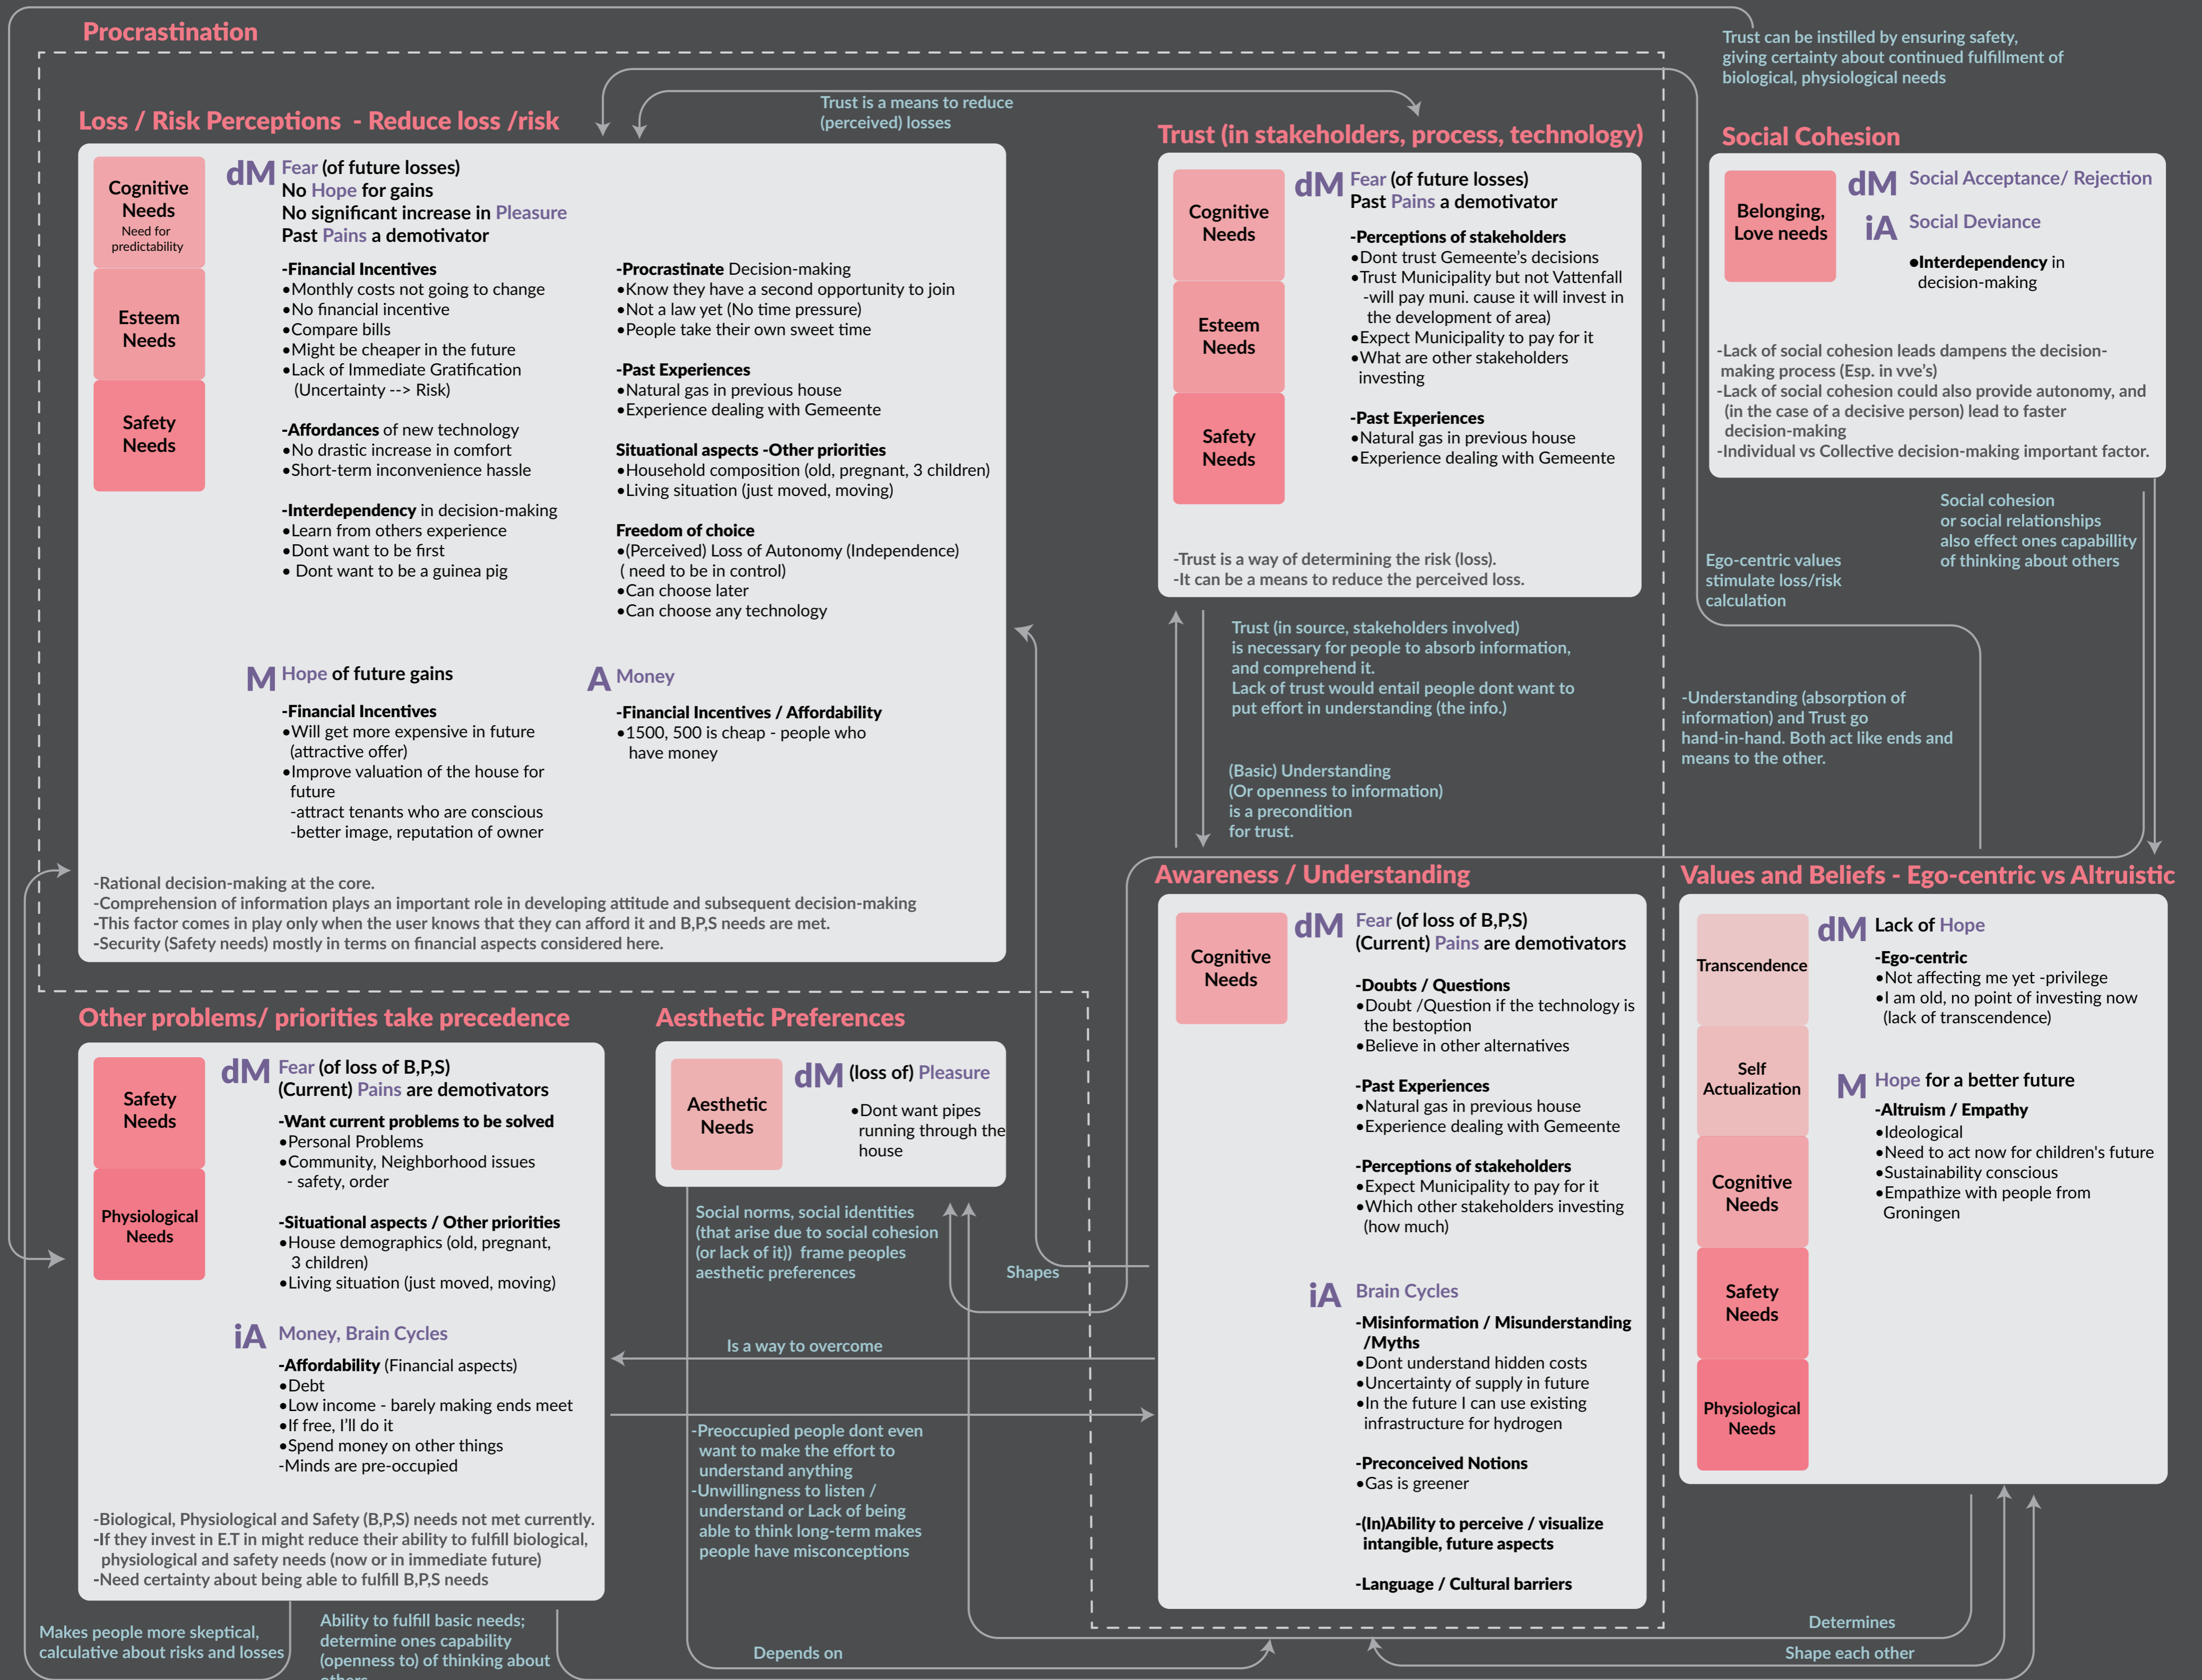 Procrastination
Trust can be instilled by ensuring safety,
giving certainty about continued fulfillment of
biological, physiological needs
Trust is a means to reduce
(perceived) losses
Loss / Risk Perceptions - Reduce loss /risk
Cognitive
Needs
Need for
predictability
Esteem
Needs
Safety
Needs
dM Fear (of future losses)
No Hope for gains
No significant increase in Pleasure
Past Pains a demotivator
-Financial Incentives
•Monthly costs not going to change
•No financial incentive
•Compare bills
•Might be cheaper in the future
•Lack of Immediate Gratification
(Uncertainty --> Risk)
-Affordances of new technology
•No drastic increase in comfort
•Short-term inconvenience hassle
-Interdependency in decision-making
•Learn from others experience
•Dont want to be first
• Dont want to be a guinea pig
-Procrastinate Decision-making
•Know they have a second opportunity to join
•Not a law yet (No time pressure)
•People take their own sweet time
-Past Experiences
•Natural gas in previous house
•Experience dealing with Gemeente
Situational aspects -Other priorities
•Household composition (old, pregnant, 3 children)
•Living situation (just moved, moving)
Freedom of choice
•(Perceived) Loss of Autonomy (Independence)
( need to be in control)
•Can choose later
•Can choose any technology
M Hope of future gains
-Financial Incentives
•Will get more expensive in future
(attractive offer)
•Improve valuation of the house for
future
-attract tenants who are conscious
-better image, reputation of owner
A Money
-Financial Incentives / Affordability
•1500, 500 is cheap - people who
have money
-Rational decision-making at the core.
-Comprehension of information plays an important role in developing attitude and subsequent decision-making
-This factor comes in play only when the user knows that they can afford it and B,P,S needs are met.
-Security (Safety needs) mostly in terms on financial aspects considered here.
Trust (in stakeholders, process, technology)
Cognitive
Needs
Esteem
Needs
Safety
Needs
dM Fear (of future losses)
Past Pains a demotivator
-Perceptions of stakeholders
•Dont trust Gemeente's decisions
•Trust Municipality but not Vattenfall
-will pay muni. cause it will invest in
the development of area)
•Expect Municipality to pay for it
•What are other stakeholders
investing
-Past Experiences
•Natural gas in previous house
•Experience dealing with Gemeente
-Trust is a way of determining the risk (loss).
-It can be a means to reduce the perceived loss.
Social Cohesion
Belonging,
Love needs
dM Social Acceptance/ Rejection
iA Social Deviance
•Interdependency in
decision-making
-Lack of social cohesion leads dampens the decision-
making process (Esp. in vve's)
-Lack of social cohesion could also provide autonomy, and
(in the case of a decisive person) lead to faster
decision-making
-Individual vs Collective decision-making important factor.
Social cohesion
or social relationships
also effect ones capabillity
of thinking about others
Ego-centric values
stimulate loss/risk
calculation
Trust (in source, stakeholders involved)
is necessary for people to absorb information,
and comprehend it.
Lack of trust would entail people dont want to
put effort in understanding (the info.)
(Basic) Understanding
(Or openness to information)
is a precondition
for trust.
-Understanding (absorption of
information) and Trust go
hand-in-hand. Both act like ends and
means to the other.
Awareness / Understanding
Cognitive
Needs
dM Fear (of loss of B,P,S)
(Current) Pains are demotivators
-Doubts / Questions
•Doubt /Question if the technology is
the bestoption
•Believe in other alternatives
-Past Experiences
•Natural gas in previous house
•Experience dealing with Gemeente
-Perceptions of stakeholders
•Expect Municipality to pay for it
•Which other stakeholders investing
(how much)
iA Brain Cycles
-Misinformation / Misunderstanding
/Myths
•Dont understand hidden costs
•Uncertainty of supply in future
•In the future I can use existing
infrastructure for hydrogen
-Preconceived Notions
•Gas is greener
-(In)Ability to perceive / visualize
intangible, future aspects
-Language / Cultural barriers
Values and Beliefs - Ego-centric vs Altruistic
Transcendence
Self
Actualization
Cognitive
Needs
Safety
Needs
Physiological
Needs
dM Lack of Hope
-Ego-centric
•Not affecting me yet -privilege
•I am old, no point of investing now
(lack of transcendence)
M Hope for a better future
-Altruism / Empathy
•Ideological
•Need to act now for children's future
•Sustainability conscious
•Empathize with people from
Groningen
Other problems/ priorities take precedence
Safety
Needs
Physiological
Needs
dM Fear (of loss of B,P,S)
(Current) Pains are demotivators
-Want current problems to be solved
•Personal Problems
•Community, Neighborhood issues
- safety, order
-Situational aspects / Other priorities
•House demographics (old, pregnant,
3 children)
•Living situation (just moved, moving)
iA Money, Brain Cycles
-Affordability (Financial aspects)
•Debt
•Low income - barely making ends meet
•If free, I'll do it
•Spend money on other things
-Minds are pre-occupied
-Biological, Physiological and Safety (B,P,S) needs not met currently.
-If they invest in E.T in might reduce their ability to fulfill biological,
physiological and safety needs (now or in immediate future)
-Need certainty about being able to fulfill B,P,S needs
Aesthetic Preferences
Aesthetic
Needs
dM (loss of) Pleasure
•Dont want pipes
running through the
house
Social norms, social identities
(that arise due to social cohesion
(or lack of it)) frame peoples
aesthetic preferences
Shapes
Is a way to overcome
-Preoccupied people dont even
want to make the effort to
understand anything
-Unwillingness to listen /
understand or Lack of being
able to think long-term makes
people have misconceptions
Makes people more skeptical,
calculative about risks and losses
Ability to fulfill basic needs;
determine ones capability
(openness to) of thinking about
others
Depends on
Determines
Shape each other